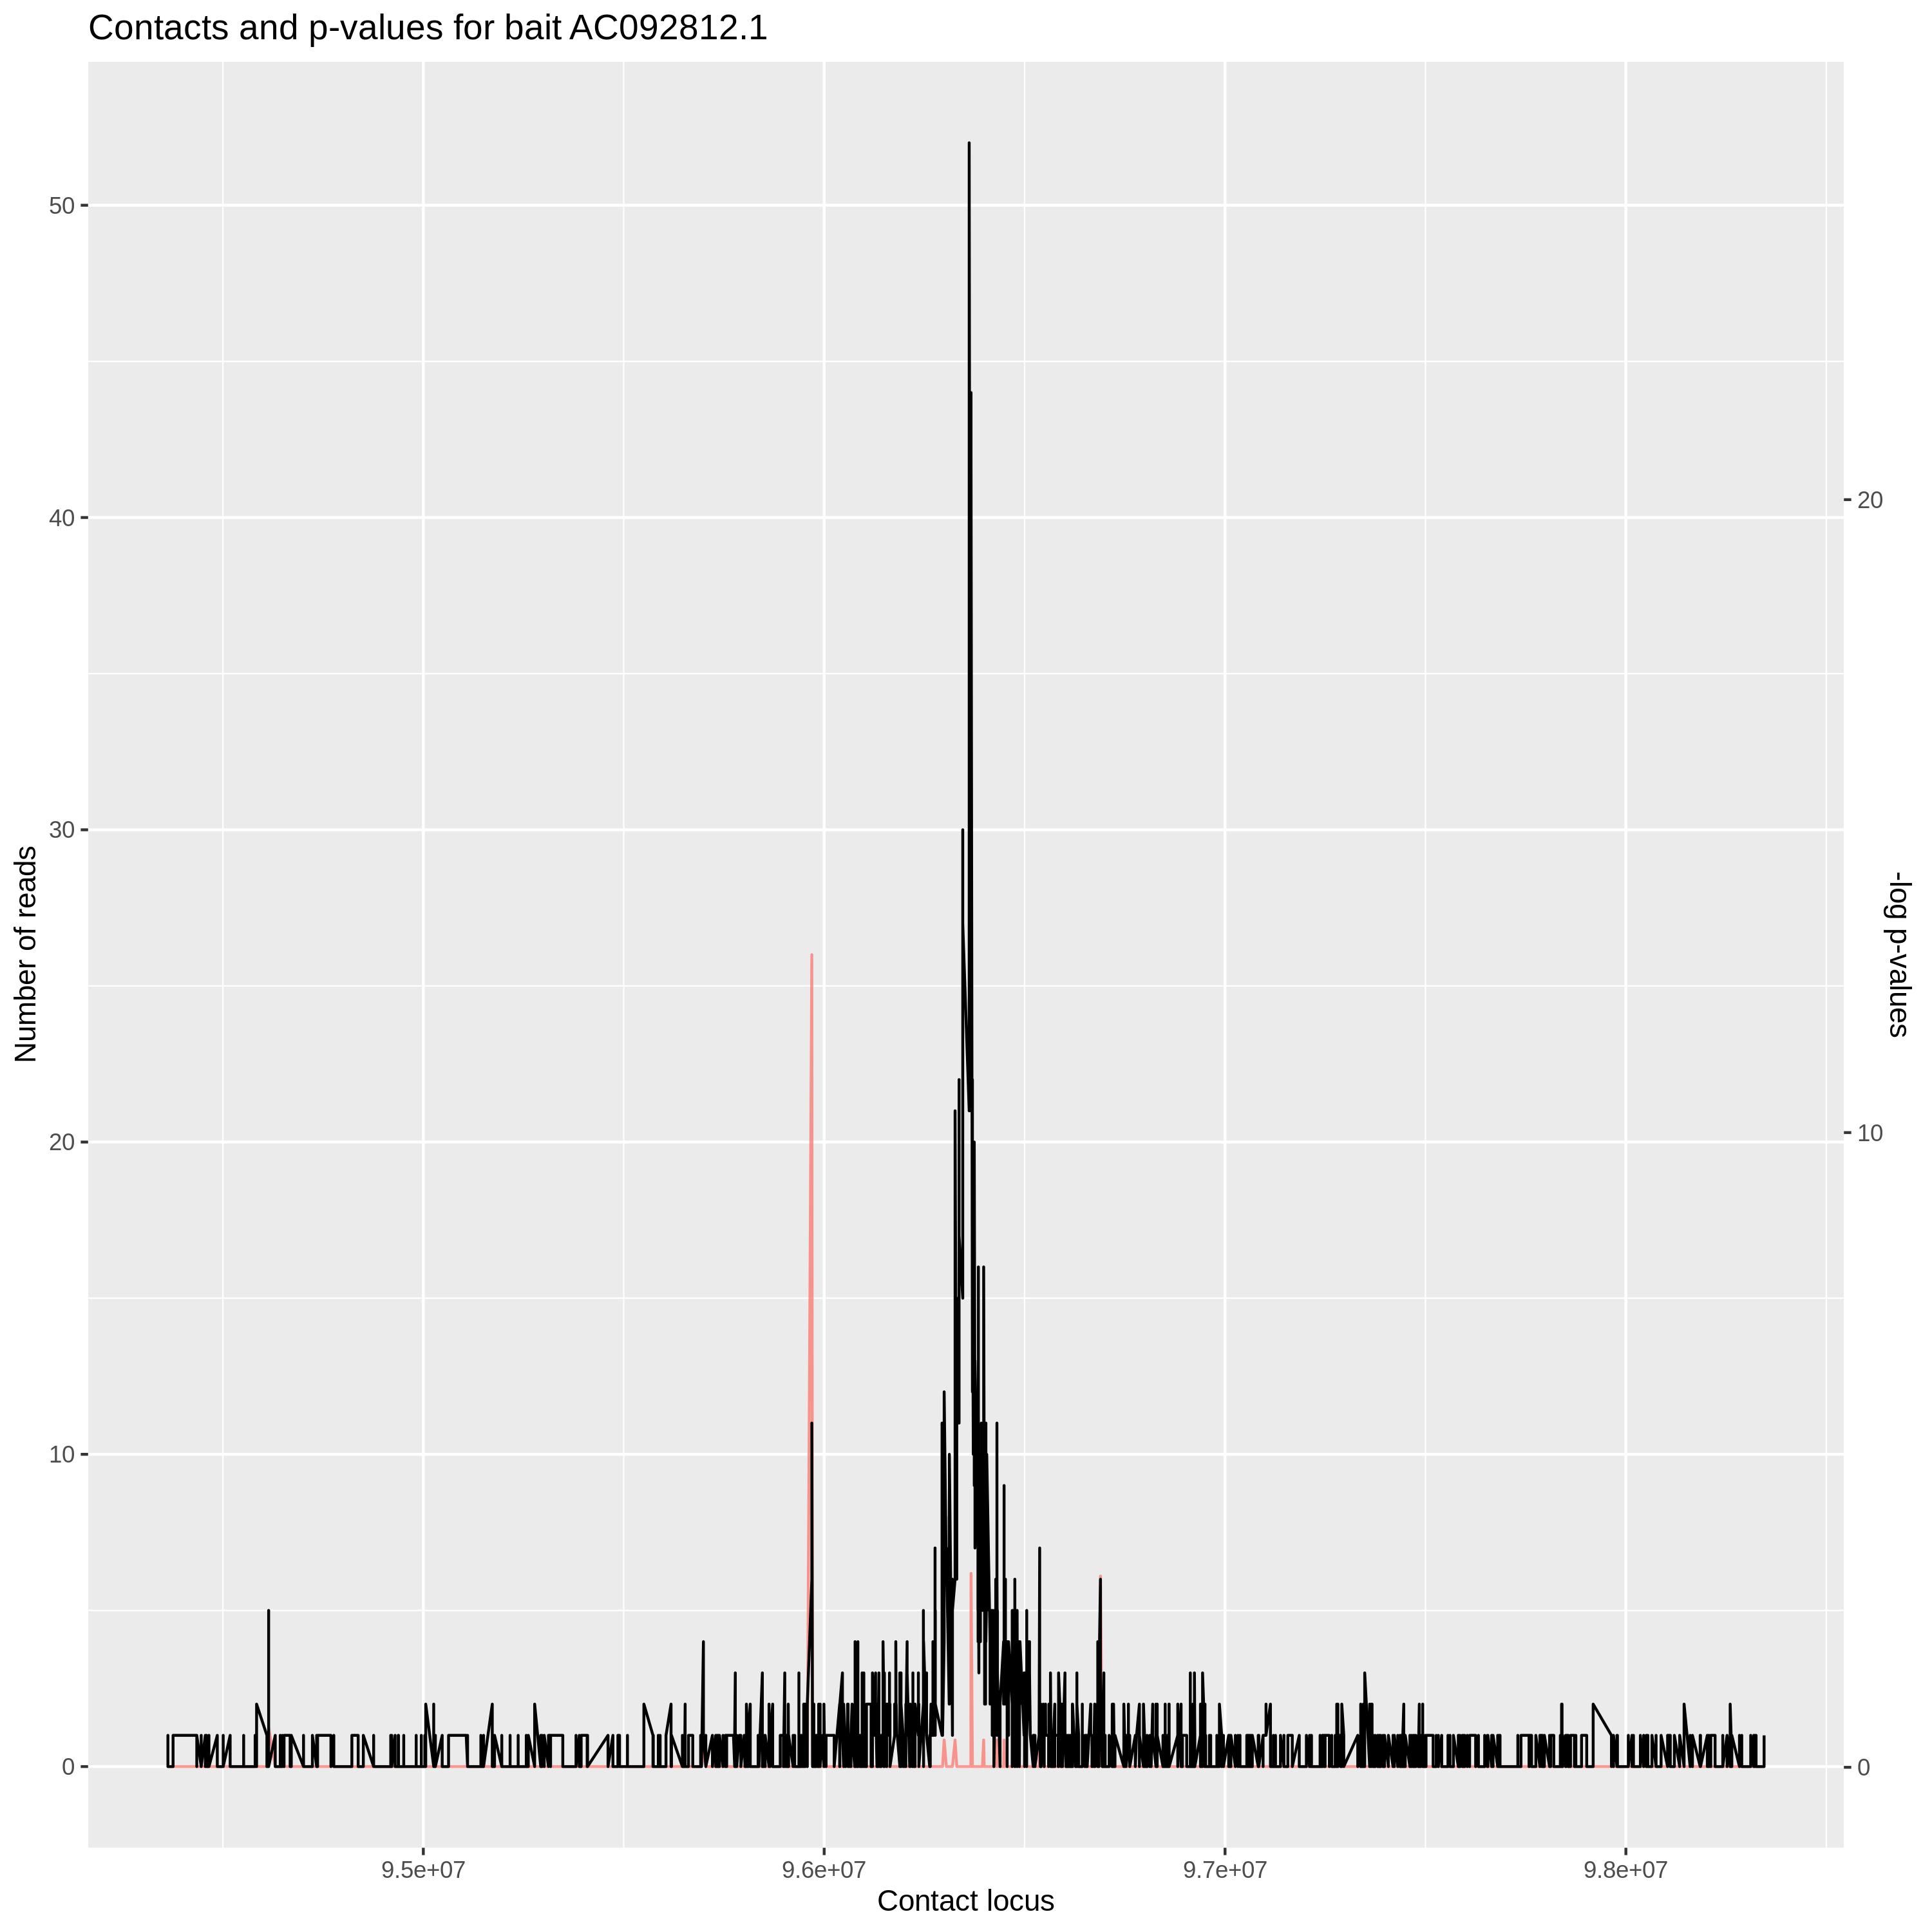 Contacts and p-values for bait AC092812.1
50
40
30
20
10
0
Number of reads
20
10
0
-log p-values
9.5e+07
9.6e+07
9.7e+07
9.8e+07
Contact locus